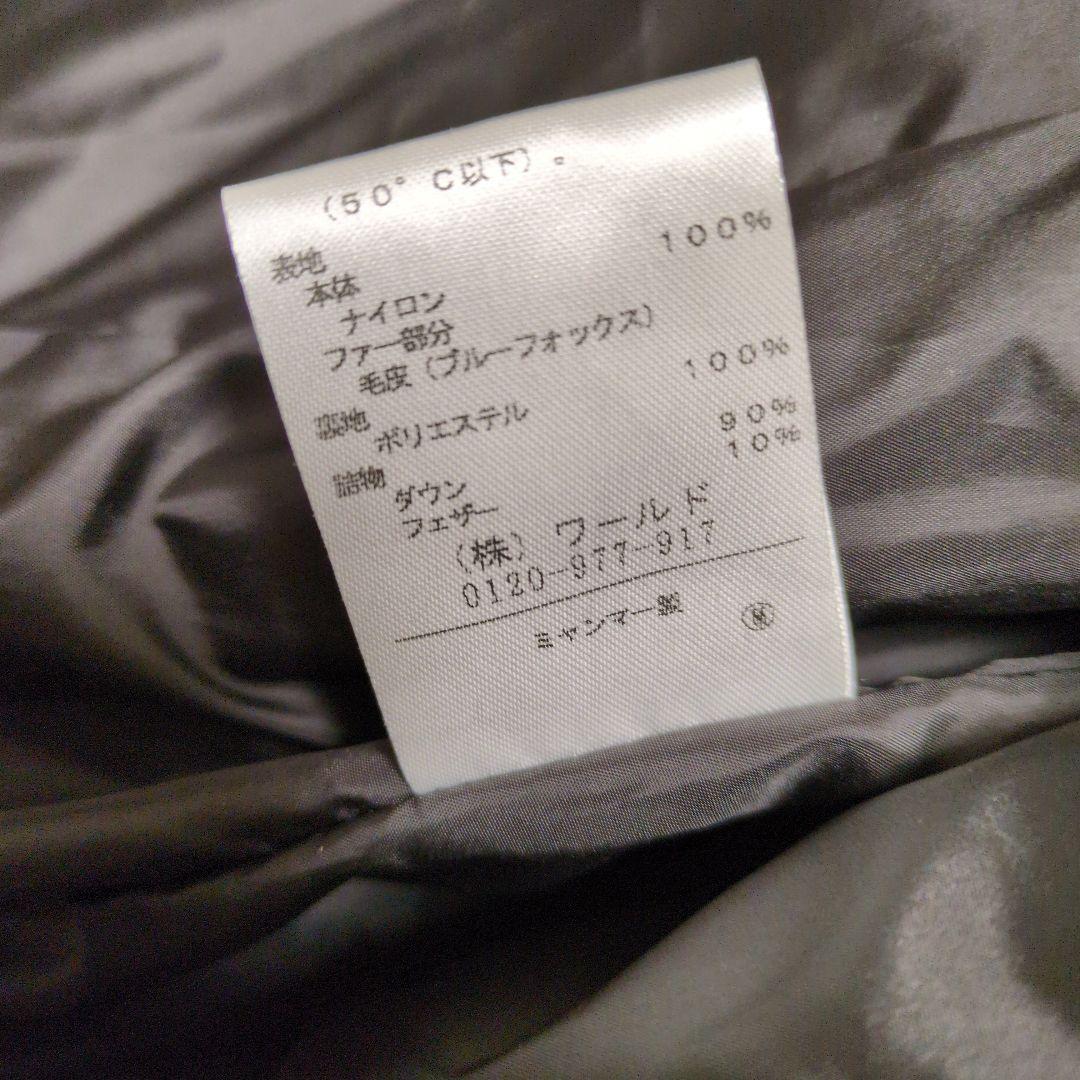 (50°C以下)。
表地
本体
ナイロン 100%
ファー部分
毛皮(ブルーフォックス)
裏地
ポリエステル 100%
詰物
ダウン 90%
フェザー 10%
(株)ワールド
0120-977-917
ミャンマー製